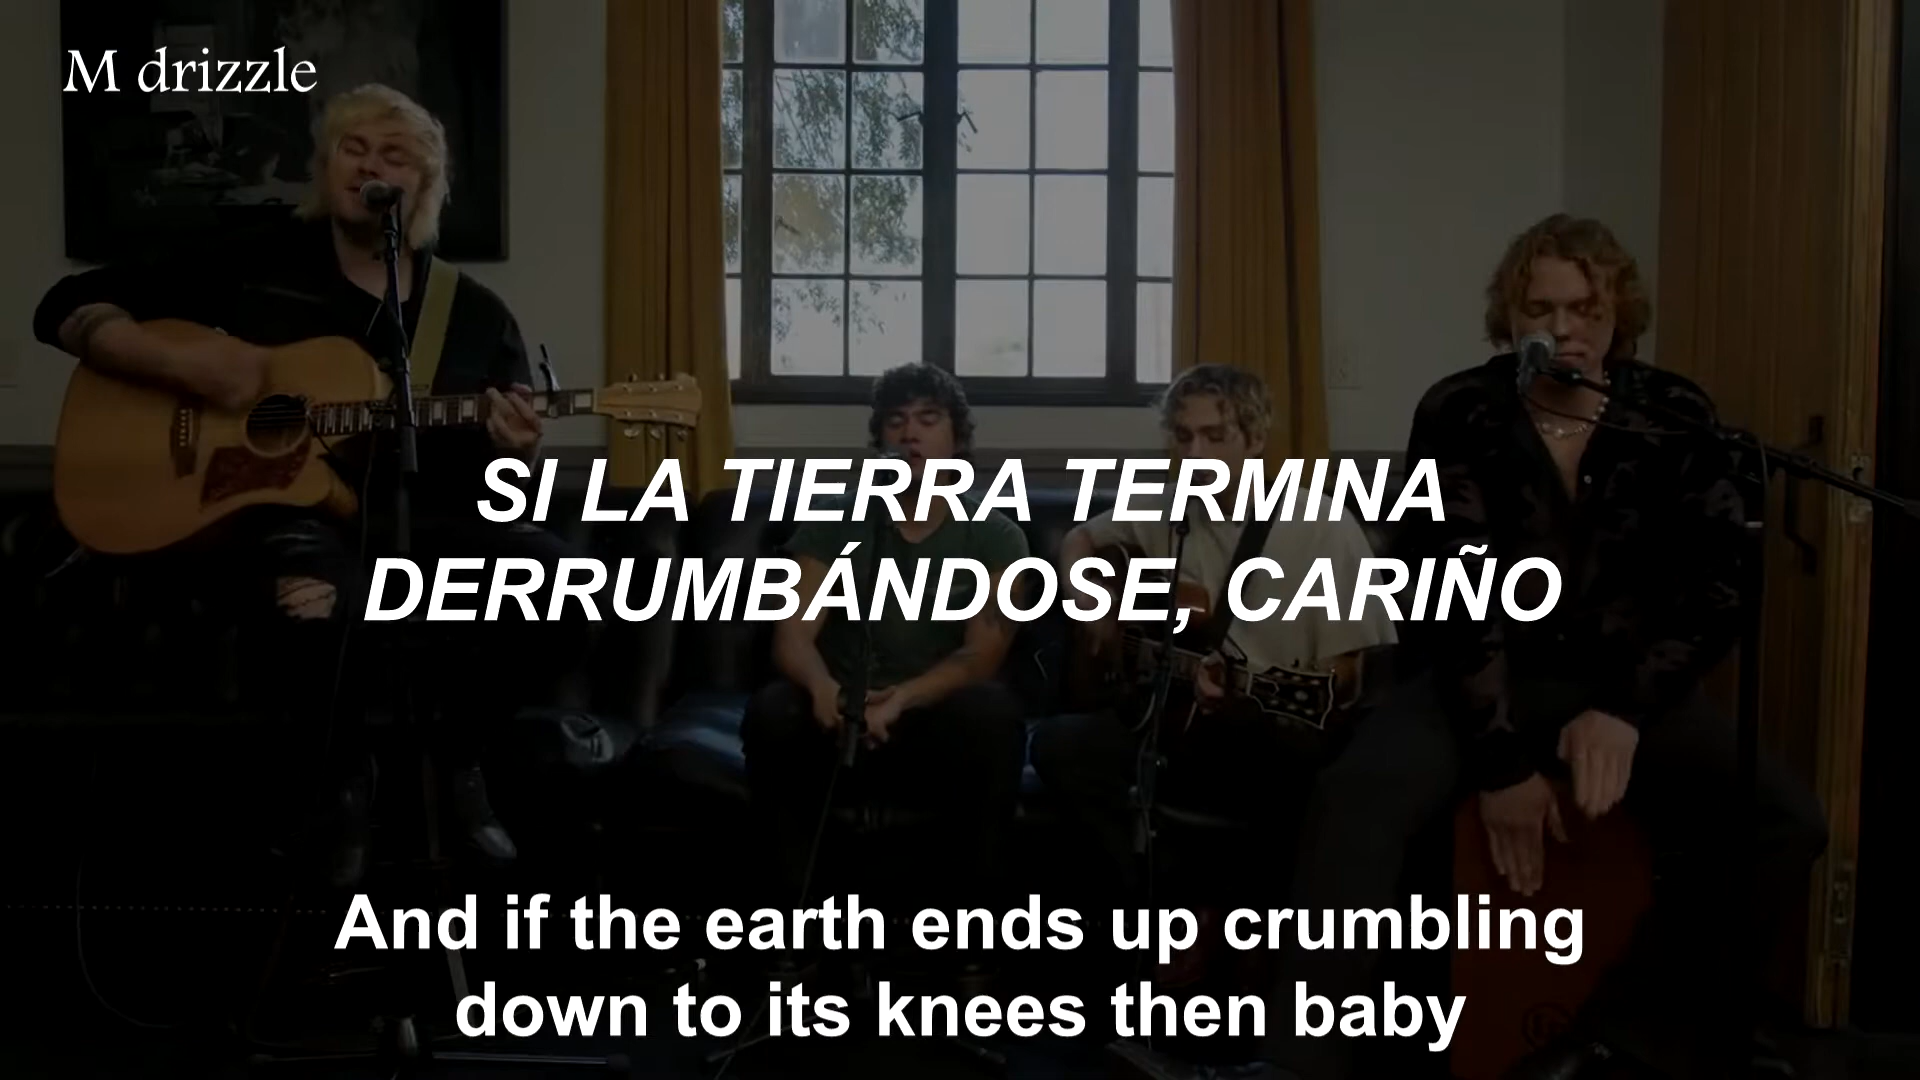 M drizzle
SI LA TIERRA TERMINA
DERRUMBÁNDOSE, CARIÑO
And if the earth ends up crumbling
down to its knees then baby